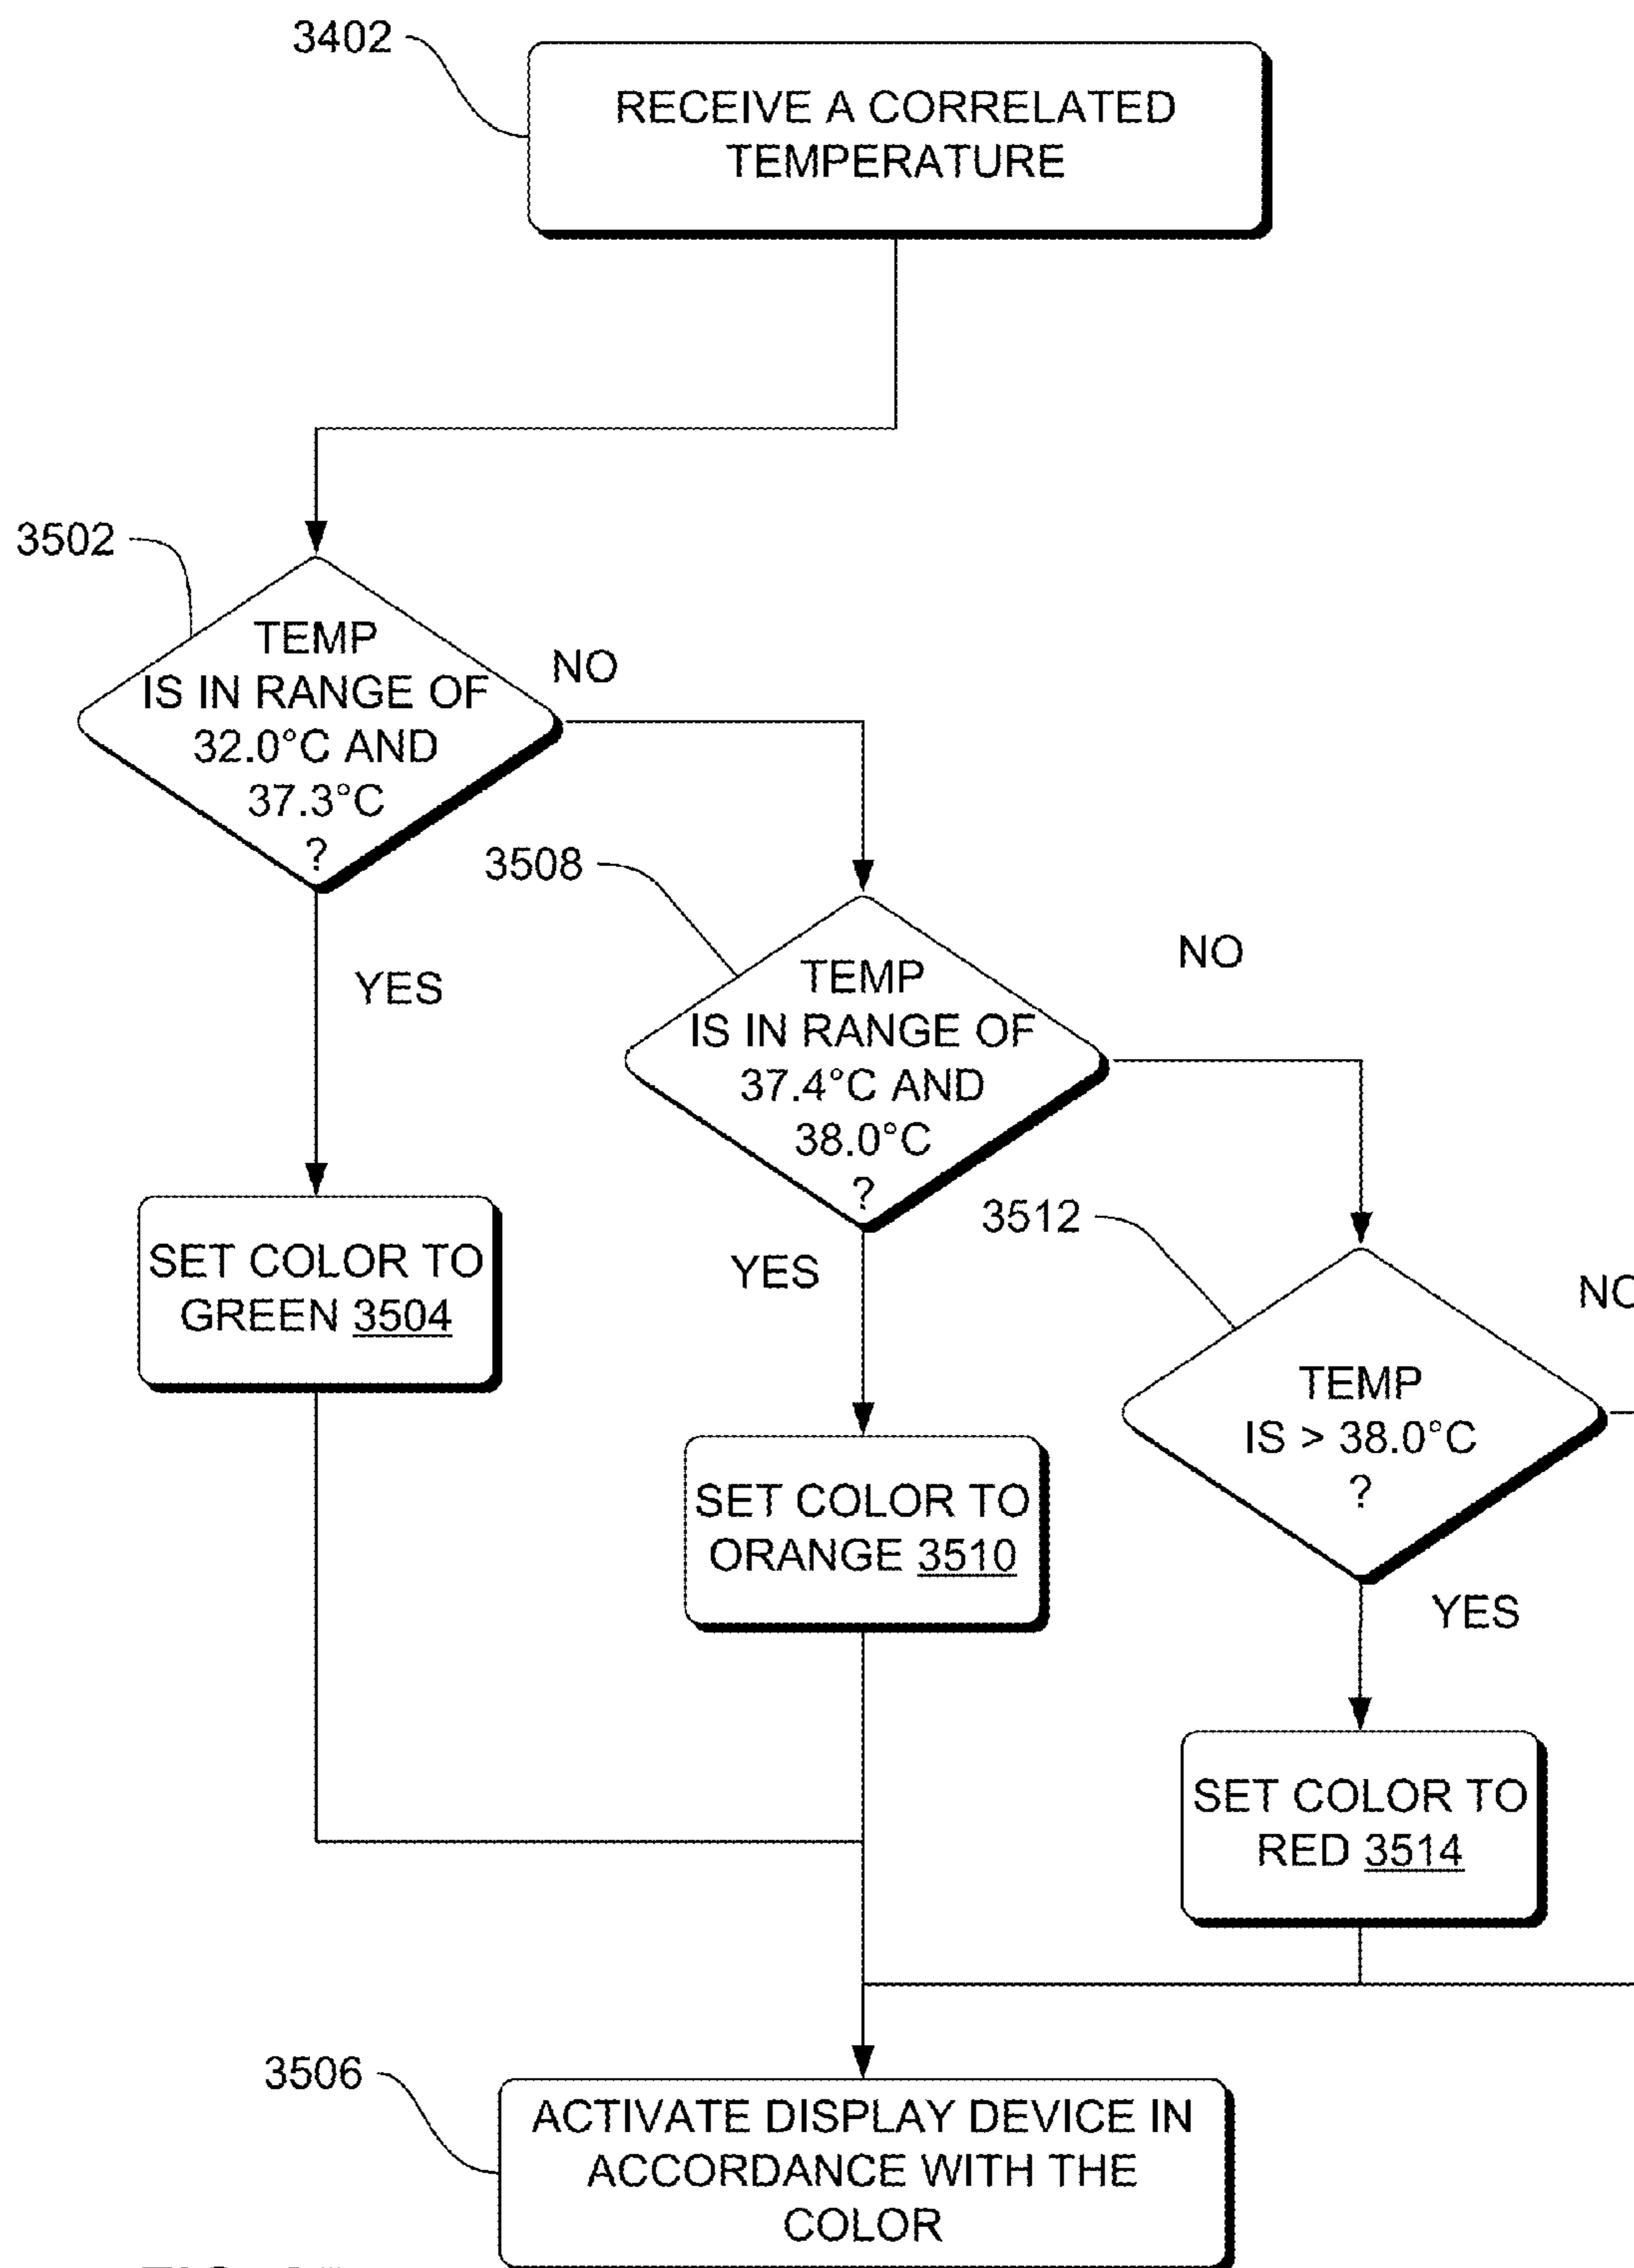 3402
RECEIVE A CORRELATED
TEMPERATURE
3502
TEMP
IS IN RANGE OF
32.0°C AND
37.3°C
?
NO
YES
3508
TEMP
IS IN RANGE OF
37.4°C AND
38.0°C
?
NO
YES
SET COLOR TO
GREEN 3504
3512
TEMP
IS > 38.0°C
?
NO
YES
SET COLOR TO
ORANGE 3510
SET COLOR TO
RED 3514
3506
ACTIVATE DISPLAY DEVICE IN
ACCORDANCE WITH THE
COLOR